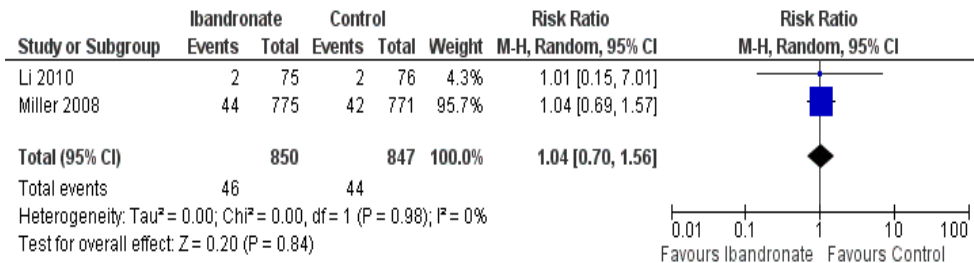 Ibandronate Control Risk Ratio Risk Ratio
Study or Subgroup Events Total Events Total Weight M-H, Random, 95% CI M-H, Random, 95% CI
Li 2010 2 75 2 76 4.3% 1.01 [0.15, 7.01]
Miller 2008 44 775 42 771 95.7% 1.04 [0.69, 1.57]
Total (95% CI) 850 847 100.0% 1.04 [0.70, 1.56]
Total events 46 44
Heterogeneity: Tau² = 0.00; Chi² = 0.00, df = 1 (P = 0.98); I² = 0%
Test for overall effect: Z = 0.20 (P = 0.84)
0.01 0.1 1 10 100
Favours Ibandronate Favours Control